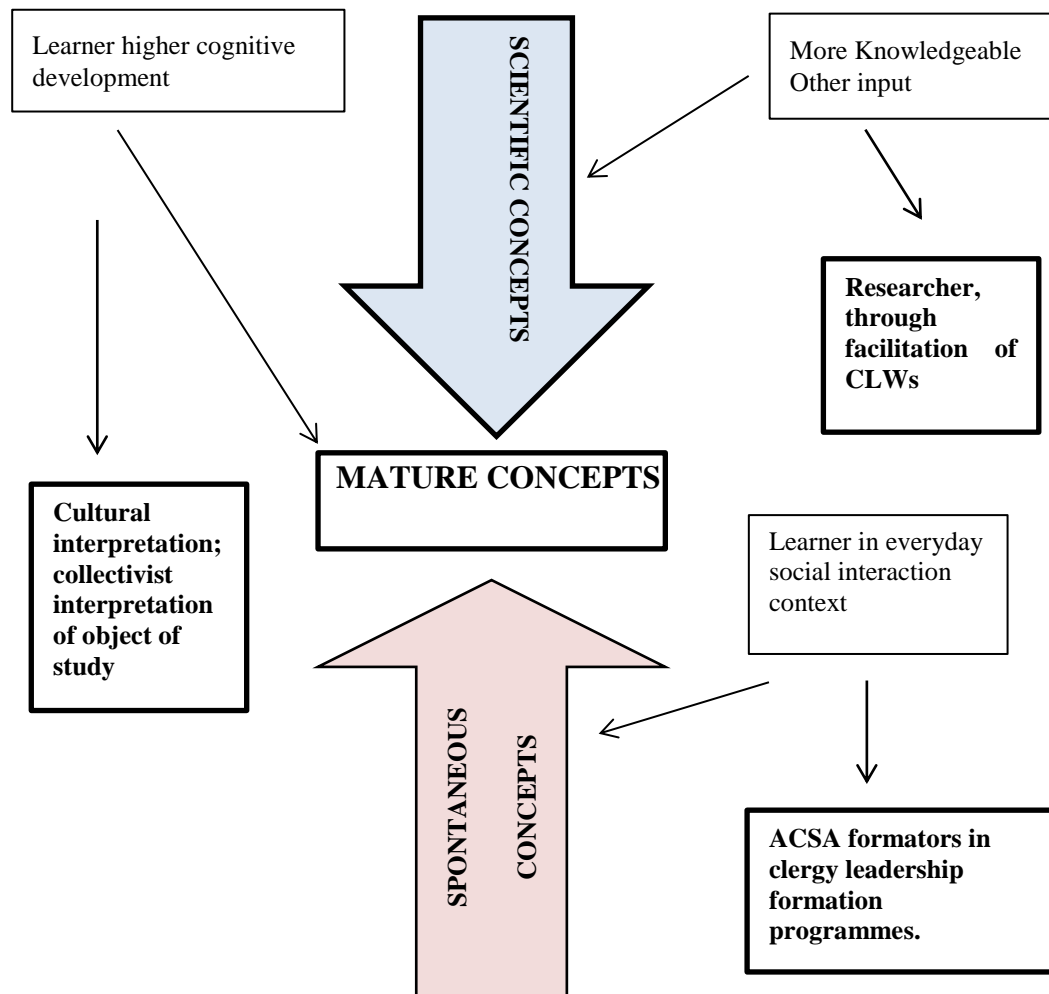 Learner higher cognitive
development
SCIENTIFIC CONCEPTS
More Knowledgeable
Other input
Researcher,
through
facilitation of
CLWs
MATURE CONCEPTS
Cultural
interpretation;
collectivist
interpretation
of object of
study
Learner in everyday
social interaction
context
SPONTANEOUS
CONCEPTS
ACSA formators in
clergy leadership
formation
programmes.